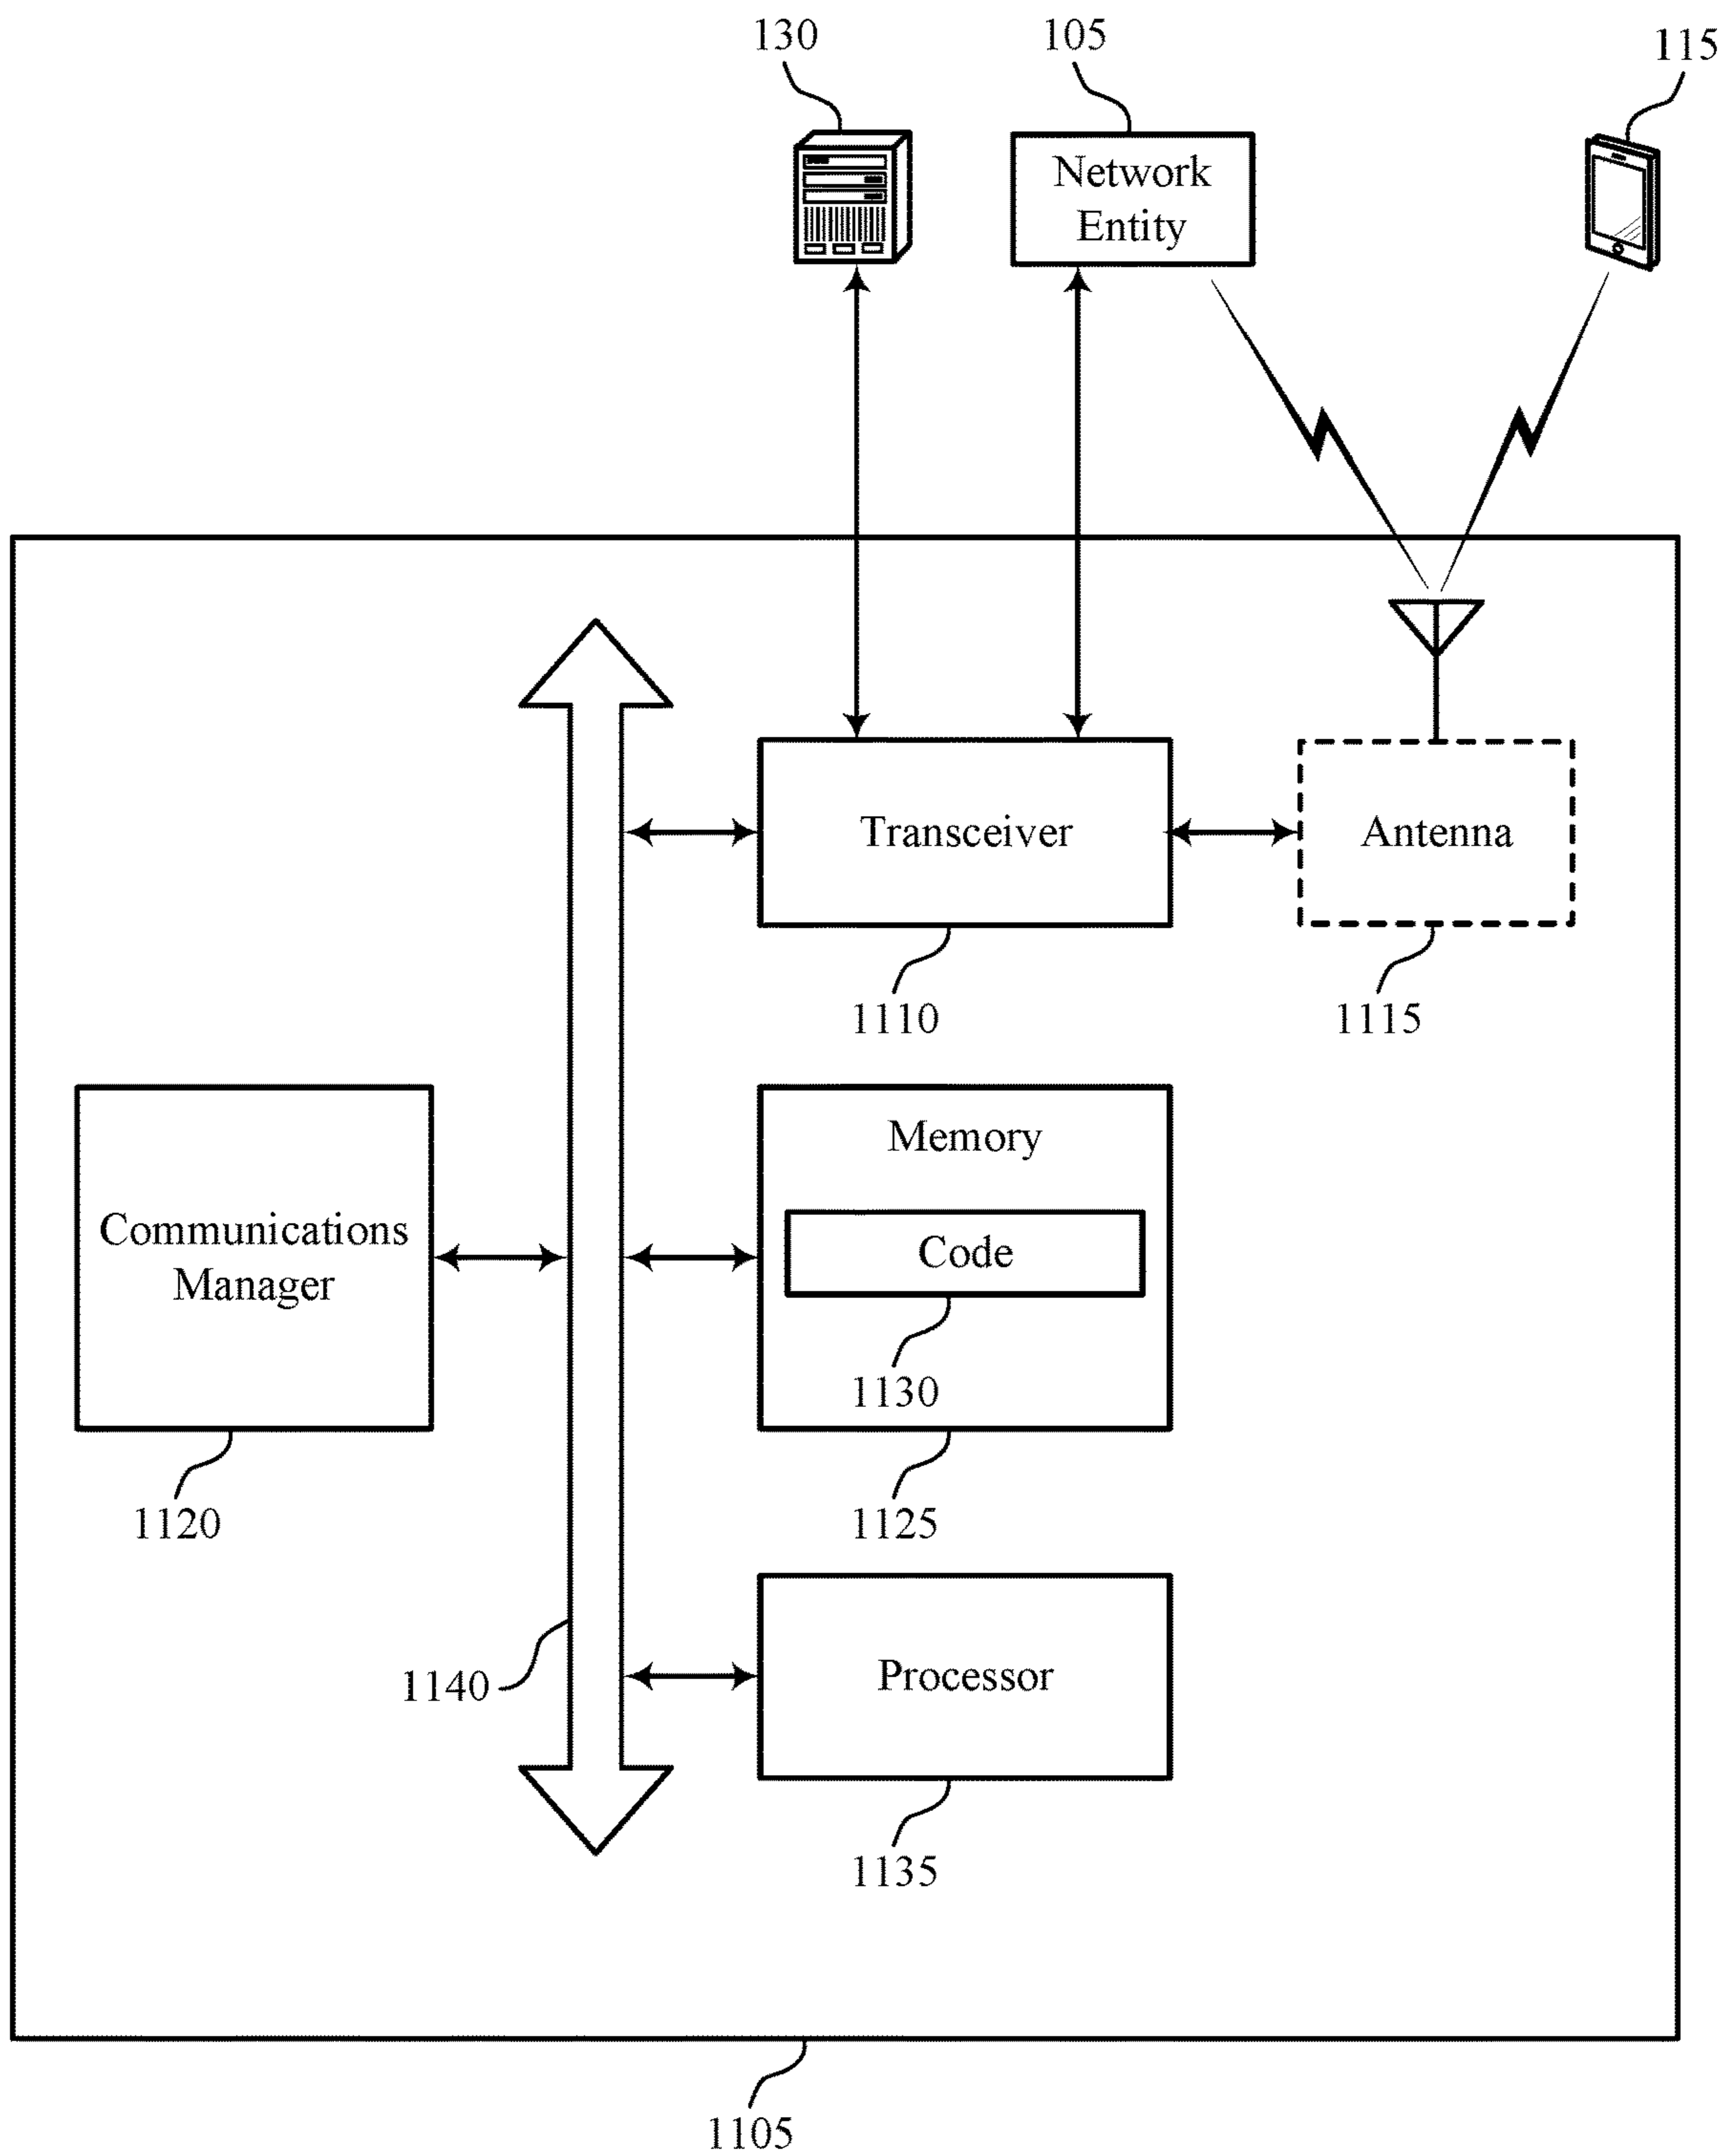 130
105
115
Network
Entity
Transceiver
Antenna
1110
1115
Memory
Communications
Manager
Code
1130
1120
1125
Processor
1140
1135
1105